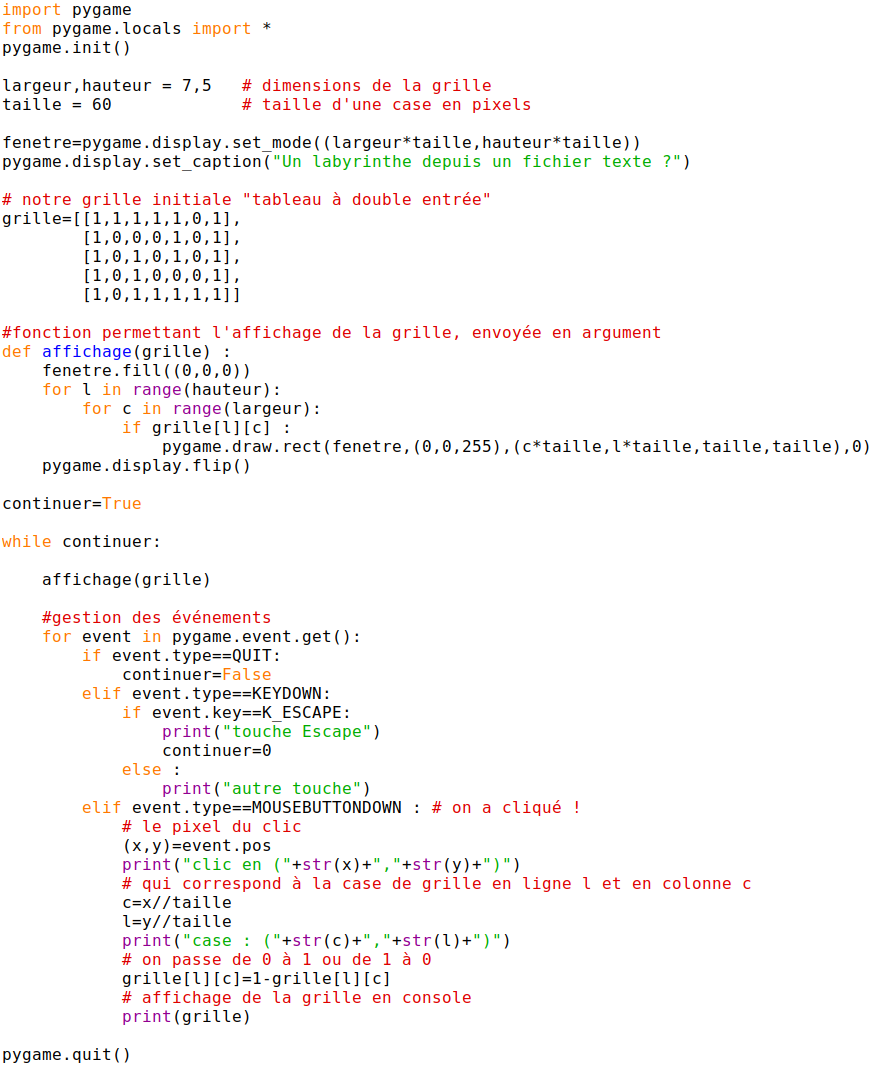 import pygame
from pygame.locals import *
pygame.init()

largeur,hauteur = 7,5   # dimensions de la grille
taille = 60             # taille d'une case en pixels

fenetre=pygame.display.set_mode((largeur*taille,hauteur*taille))
pygame.display.set_caption("Un labyrinthe depuis un fichier texte ?")

# notre grille initiale "tableau à double entrée"
grille=[[1,1,1,1,1,0,1],
        [1,0,0,0,1,0,1],
        [1,0,1,0,1,0,1],
        [1,0,1,0,0,0,1],
        [1,0,1,1,1,1,1]]

#fonction permettant l'affichage de la grille, envoyée en argument
def affichage(grille) :
    fenetre.fill((0,0,0))
    for l in range(hauteur):
        for c in range(largeur):
            if grille[l][c] :
                pygame.draw.rect(fenetre,(0,0,255),(c*taille,l*taille,taille,taille),0)
    pygame.display.flip()

continuer=True

while continuer:

    affichage(grille)

    #gestion des événements
    for event in pygame.event.get():
        if event.type==QUIT:
            continuer=False
        elif event.type==KEYDOWN:
            if event.key==K_ESCAPE:
                print("touche Escape")
                continuer=0
            else :
                print("autre touche")
        elif event.type==MOUSEBUTTONDOWN : # on a cliqué !
            # le pixel du clic
            (x,y)=event.pos
            print("clic en ("+str(x)+","+str(y)+")")
            # qui correspond à la case de grille en ligne l et en colonne c
            c=x//taille
            l=y//taille
            print("case : ("+str(c)+","+str(l)+")")
            # on passe de 0 à 1 ou de 1 à 0
            grille[l][c]=1-grille[l][c]
            # affichage de la grille en console
            print(grille)

pygame.quit()